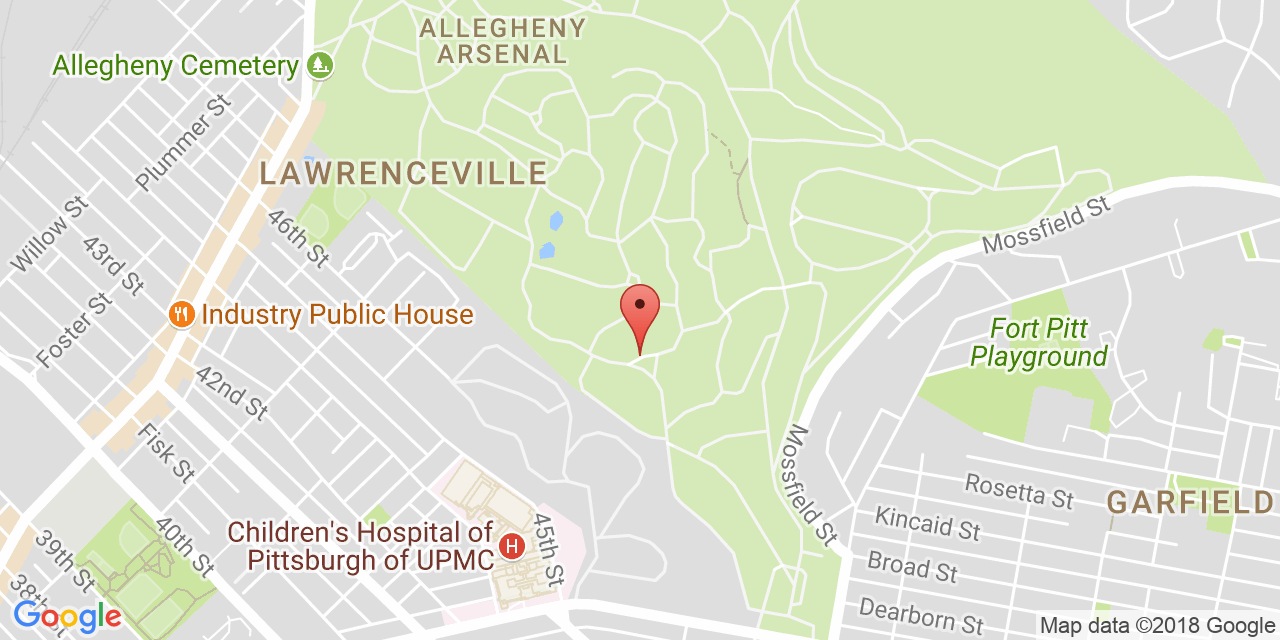 ALLEGHENY
ARSENAL
Allegheny Cemetery
Plummer St
LAWRENCEVILLE
Willow St
46th St
43rd St
Mossfield St
Foster St
Industry Public House
Fort Pitt
Playground
42nd St
Fisk St
Mossfield St
Rosetta St
GARFIELD
Kincaid St
Children's Hospital of
Pittsburgh of UPMC
45th St
40th St
39th St
Broad St
38th St
Dearborn St
Google
Map data ©2018 Google